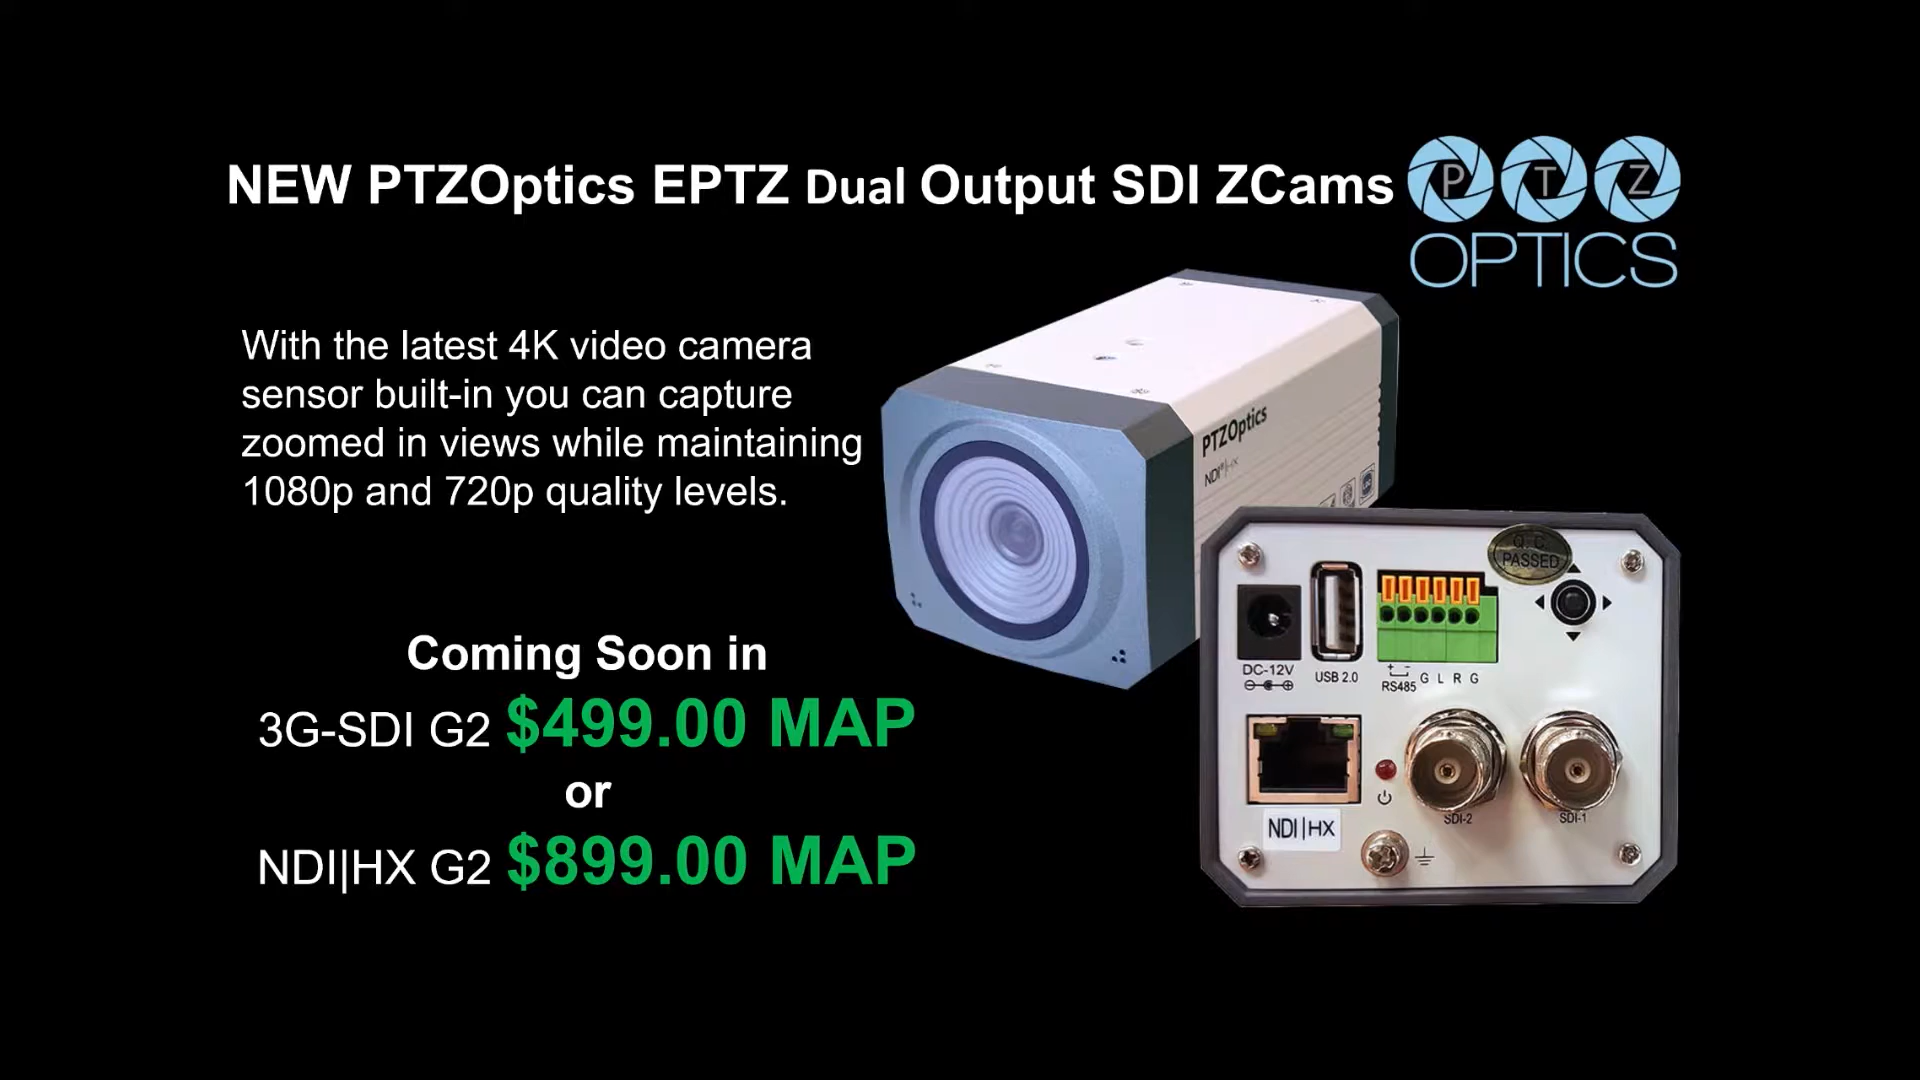 NEW PTZOptics EPTZ Dual Output SDI ZCams
P T Z
OPTICS
With the latest 4K video camera
sensor built-in you can capture
zoomed in views while maintaining
1080p and 720p quality levels.
Coming Soon in
3G-SDI G2 $499.00 MAP
or
NDI||HX G2 $899.00 MAP
PTZOptics
NDI®|HX
Q.C
PASSED
DC-12V
USB 2.0
+ - G L R G
RS485
SDI-2
SDI-1
NDI|HX